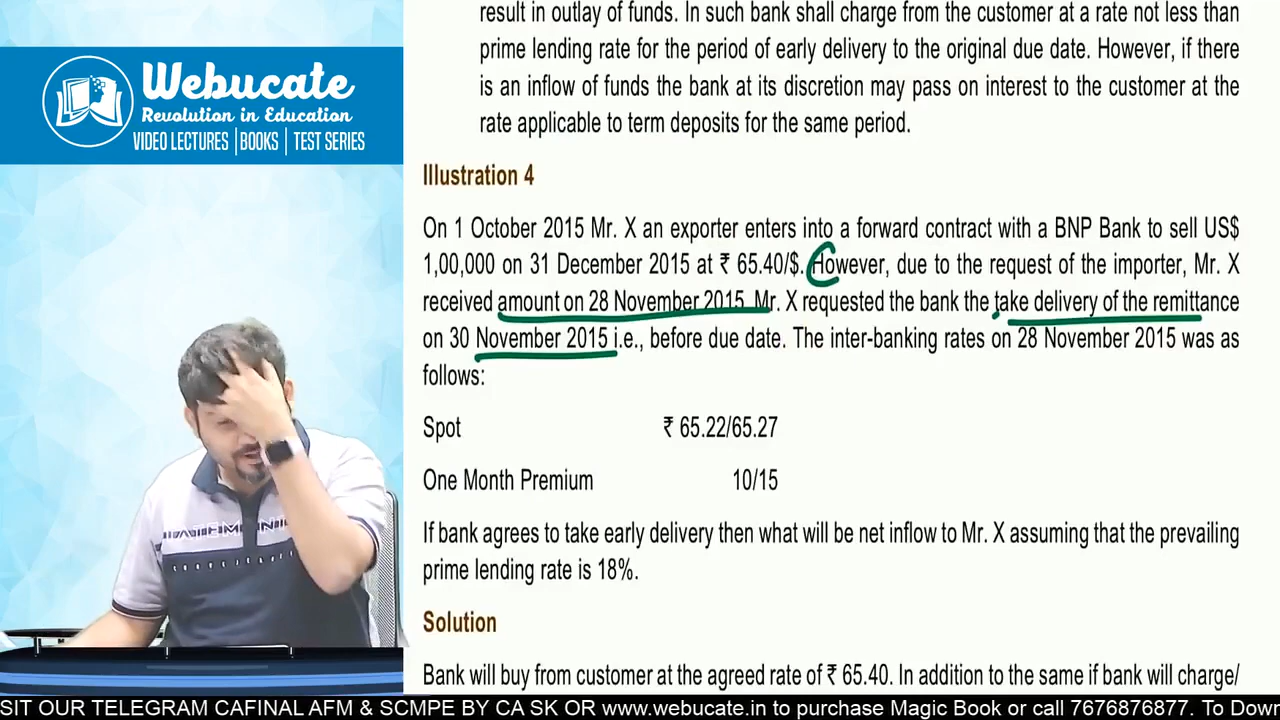 result in outlay of funds. In such bank shall charge from the customer at a rate not less than
prime lending rate for the period of early delivery to the original due date. However, if there
is an inflow of funds the bank at its discretion may pass on interest to the customer at the
rate applicable to term deposits for the same period.
Webucate
Revolution in Education
VIDEO LECTURES | BOOKS | TEST SERIES
Illustration 4
On 1 October 2015 Mr. X an exporter enters into a forward contract with a BNP Bank to sell US$
1,00,000 on 31 December 2015 at ₹ 65.40/$. However, due to the request of the importer, Mr. X
received amount on 28 November 2015. Mr. X requested the bank the take delivery of the remittance
on 30 November 2015 i.e., before due date. The inter-banking rates on 28 November 2015 was as
follows:
Spot ₹ 65.22/65.27
One Month Premium 10/15
If bank agrees to take early delivery then what will be net inflow to Mr. X assuming that the prevailing
prime lending rate is 18%.
Solution
Bank will buy from customer at the agreed rate of ₹ 65.40. In addition to the same if bank will charge/
SIT OUR TELEGRAM CAFINAL AFM & SCMPE BY CA SK OR www.webucate.in to purchase Magic Book or call 7676876877. To Down